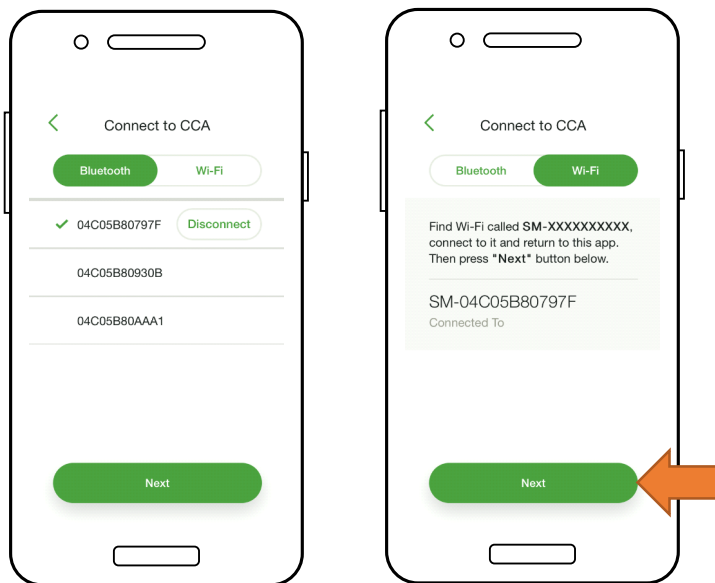 Connect to CCA
Bluetooth Wi-Fi
04C05B80797F Disconnect
04C05B80930B
04C05B80AAA1
Next
Connect to CCA
Bluetooth Wi-Fi
Find Wi-Fi called SM-XXXXXXXXXX,
connect to it and return to this app.
Then press "Next" button below.
SM-04C05B80797F
Connected To
Next